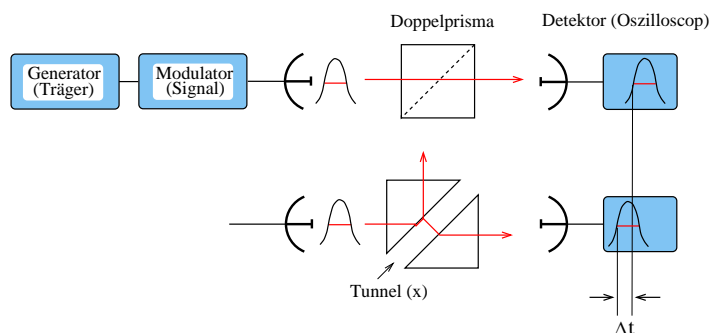 Doppelprisma
Detektor (Oszilloscop)
Generator
(Träger)
Modulator
(Signal)
Tunnel (x)
Δt